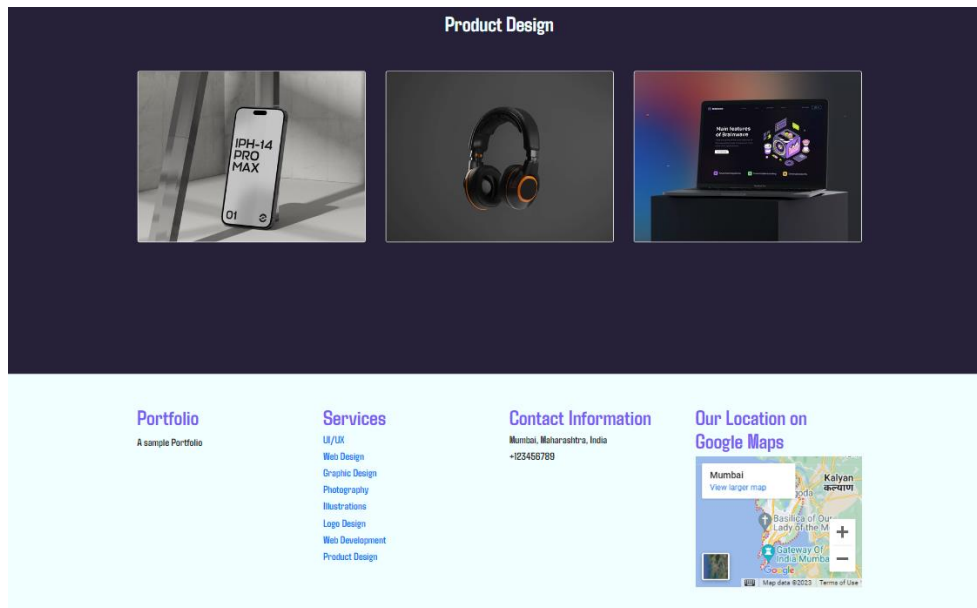 Product Design
IPH-14
PRO
MAX
01
Main features
of Brainwave
Portfolio
A sample Portfolio
Services
UI/UX
Web Design
Graphic Design
Photography
Illustrations
Logo Design
Web Development
Product Design
Contact Information
Mumbai, Maharashtra, India
+123456789
Our Location on
Google Maps
Mumbai
View larger map
Kalyan
कल्याण
Basilica of Our
Lady of the M
Gateway Of
India Mumba
Google
Map data ©2023 Terms of Use